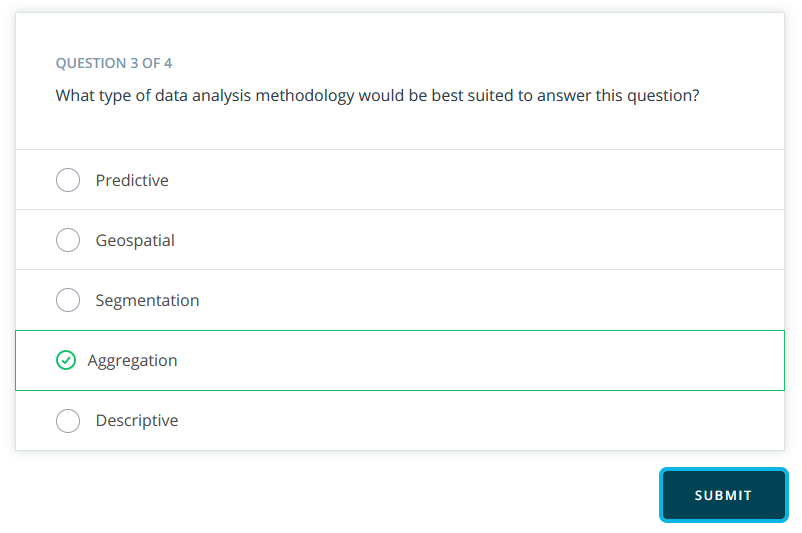 QUESTION 3 OF 4
What type of data analysis methodology would be best suited to answer this question?
Predictive
Geospatial
Segmentation
Aggregation
Descriptive
SUBMIT